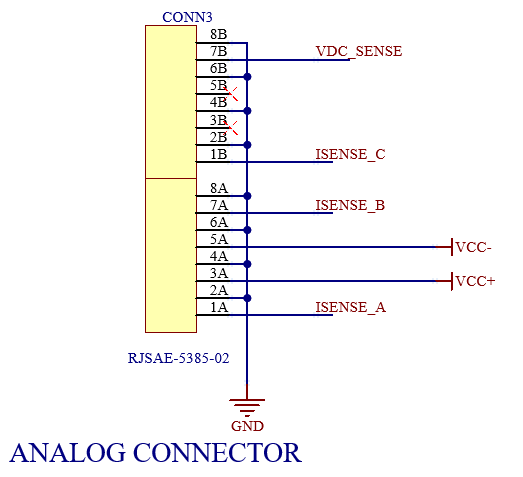 CONN3
8B
7B VDC_SENSE
6B
5B
4B
3B
2B
1B ISENSE_C
8A
7A ISENSE_B
6A
5A VCC-
4A
3A VCC+
2A
1A ISENSE_A
RJSAE-5385-02
GND
ANALOG CONNECTOR